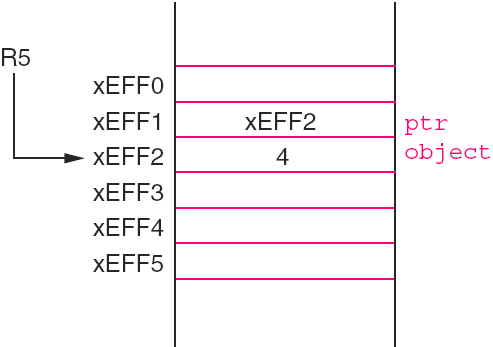 R5
xEFF0
xEFF1 xEFF2 ptr
xEFF2 4 object
xEFF3
xEFF4
xEFF5